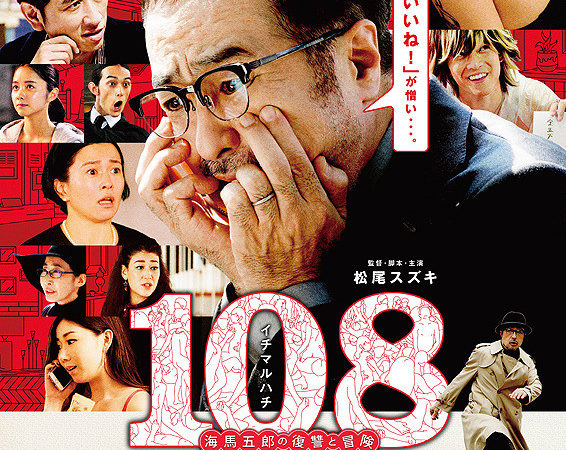 いいね!」が憎い・・・。
監督・脚本・主演
松尾スズキ
108
イチマルハチ
海馬五郎の復讐と冒険